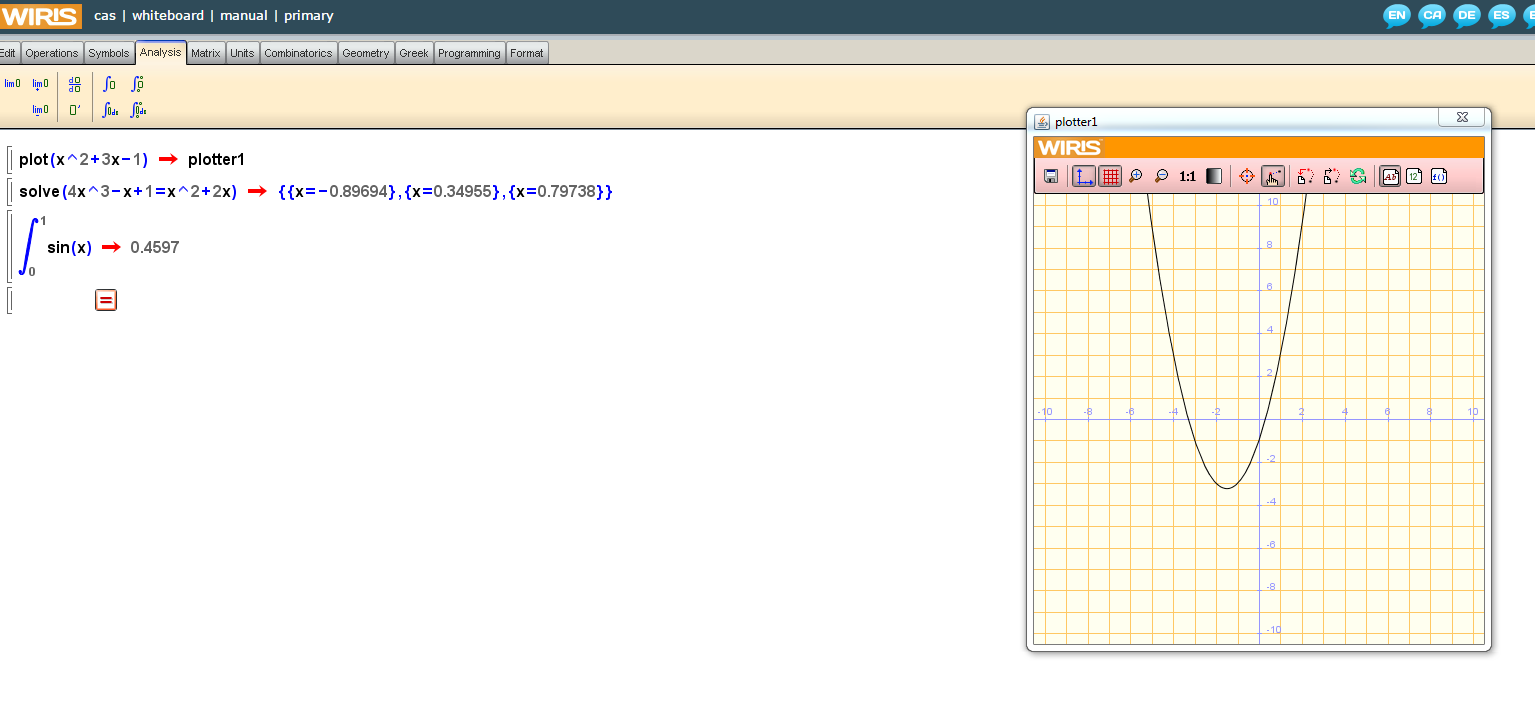 WIRIS cas | whiteboard | manual | primary EN CA DE ES
Edit Operations Symbols Analysis Matrix Units Combinatorics Geometry Greek Programming Format
plot(x^2+3x-1) → plotter1
solve(4x^3-x+1=x^2+2x) → {{x=-0.89694},{x=0.34955},{x=0.79738}}
∫ 1 0 sin(x) → 0.4597
=
plotter1
WIRIS
1:1 Ab 12 f()
10
8
6
4
2
-10 -8 -6 -4 -2 2 4 6 8 10
-2
-4
-6
-8
-10